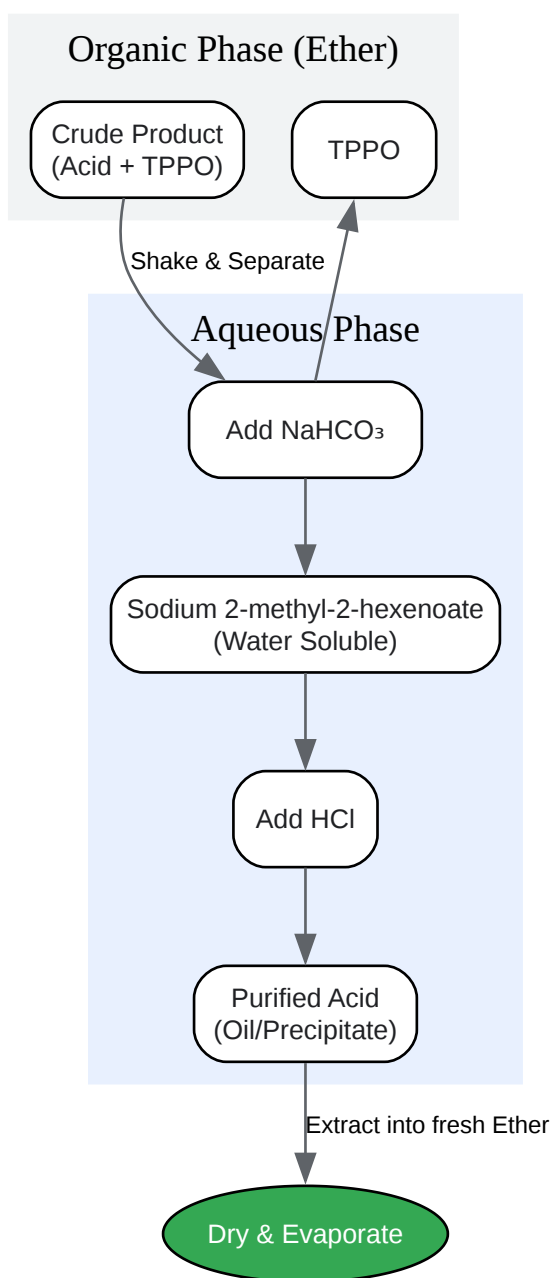 Organic Phase (Ether)
Crude Product
(Acid + TPPO)
TPPO
Shake & Separate
Aqueous Phase
Add NaHCO₃
Sodium 2-methyl-2-hexenoate
(Water Soluble)
Add HCl
Purified Acid
(Oil/Precipitate)
Extract into fresh Ether
Dry & Evaporate